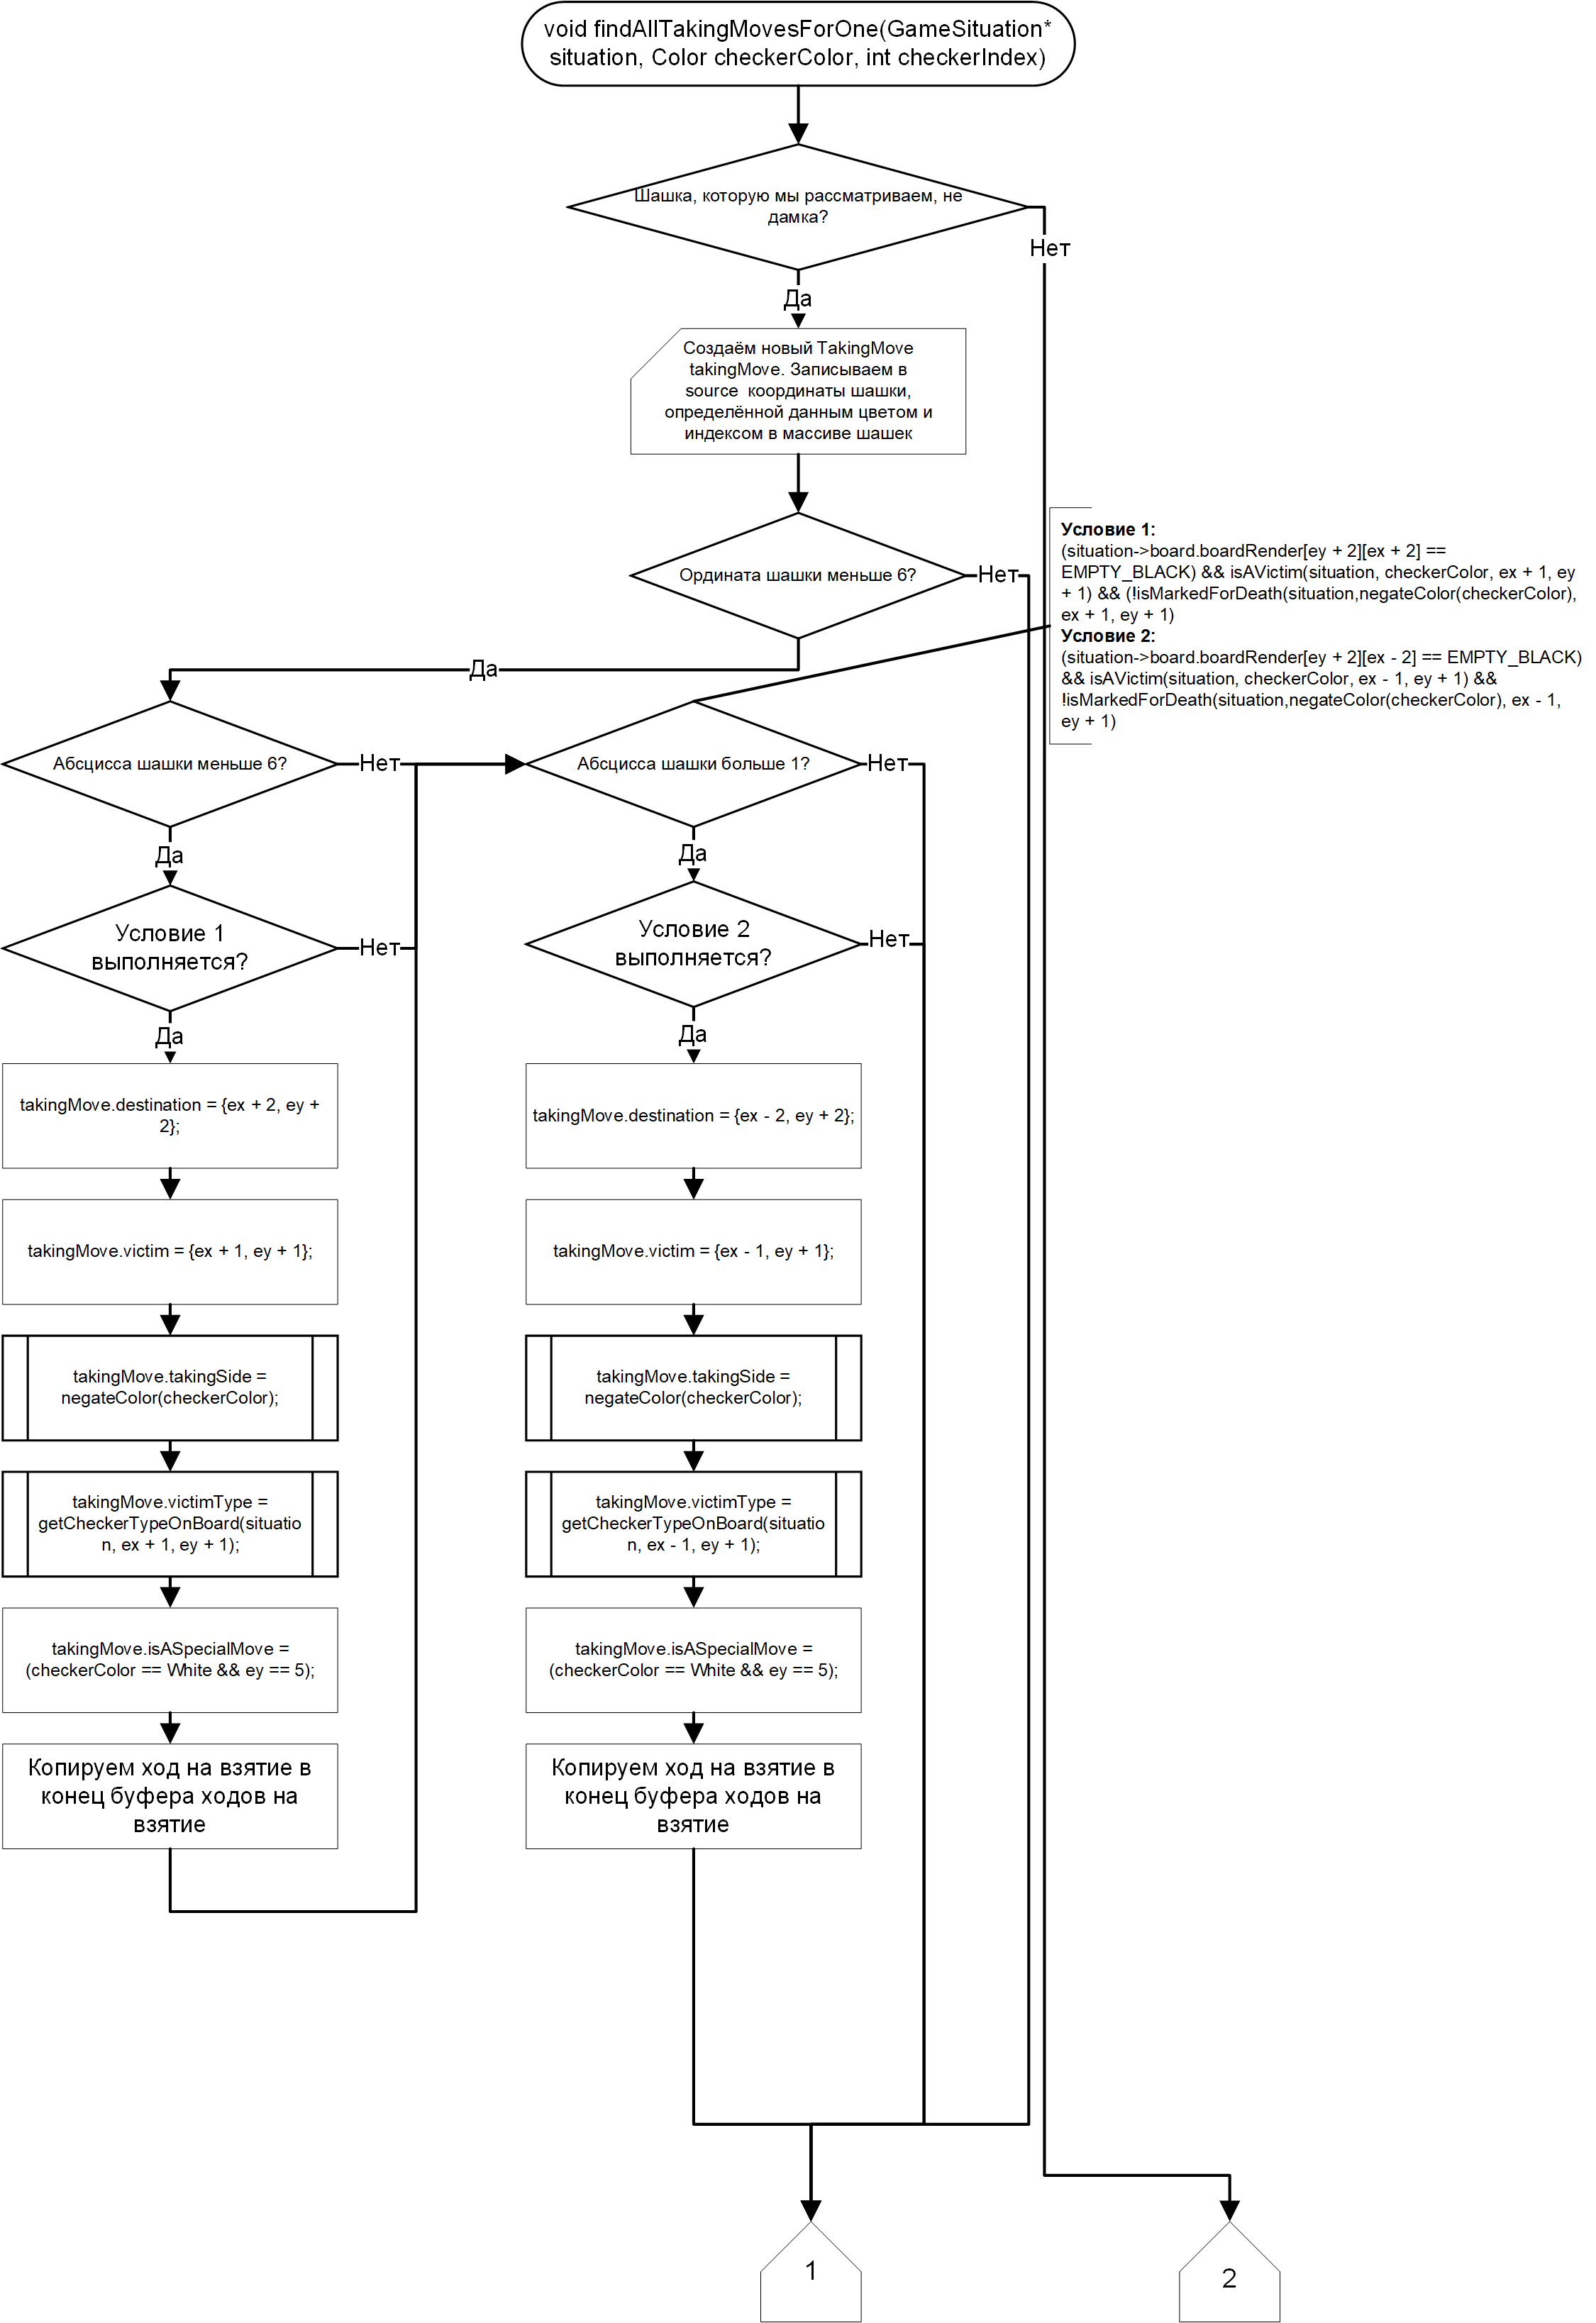 void findAllTakingMovesForOne(GameSituation*
situation, Color checkerColor, int checkerIndex)
Шашка, которую мы рассматриваем, не
дамка?
Нет
Да
Создаём новый TakingMove
takingMove. Записываем в
source координаты шашки,
определённой данным цветом и
индексом в массиве шашек
Условие 1:
(situation->board.boardRender[ey + 2][ex + 2] ==
EMPTY_BLACK) && isAVictim(situation, checkerColor, ex + 1, ey
+ 1) && (!isMarkedForDeath(situation,negateColor(checkerColor),
ex + 1, ey + 1)
Условие 2:
(situation->board.boardRender[ey + 2][ex - 2] == EMPTY_BLACK)
&& isAVictim(situation, checkerColor, ex - 1, ey + 1) &&
!isMarkedForDeath(situation,negateColor(checkerColor), ex - 1,
ey + 1)
Ордината шашки меньше 6?
Нет
Да
Абсцисса шашки меньше 6?
Нет
Абсцисса шашки больше 1?
Нет
Да
Да
Условие 1
выполняется?
Нет
Условие 2
выполняется?
Нет
Да
Да
takingMove.destination = {ex + 2, ey +
2};
takingMove.destination = {ex - 2, ey + 2};
takingMove.victim = {ex + 1, ey + 1};
takingMove.victim = {ex - 1, ey + 1};
takingMove.takingSide =
negateColor(checkerColor);
takingMove.takingSide =
negateColor(checkerColor);
takingMove.victimType =
getCheckerTypeOnBoard(situatio
n, ex + 1, ey + 1);
takingMove.victimType =
getCheckerTypeOnBoard(situatio
n, ex - 1, ey + 1);
takingMove.isASpecialMove =
(checkerColor == White && ey == 5);
takingMove.isASpecialMove =
(checkerColor == White && ey == 5);
Копируем ход на взятие в
конец буфера ходов на
взятие
Копируем ход на взятие в
конец буфера ходов на
взятие
1
2